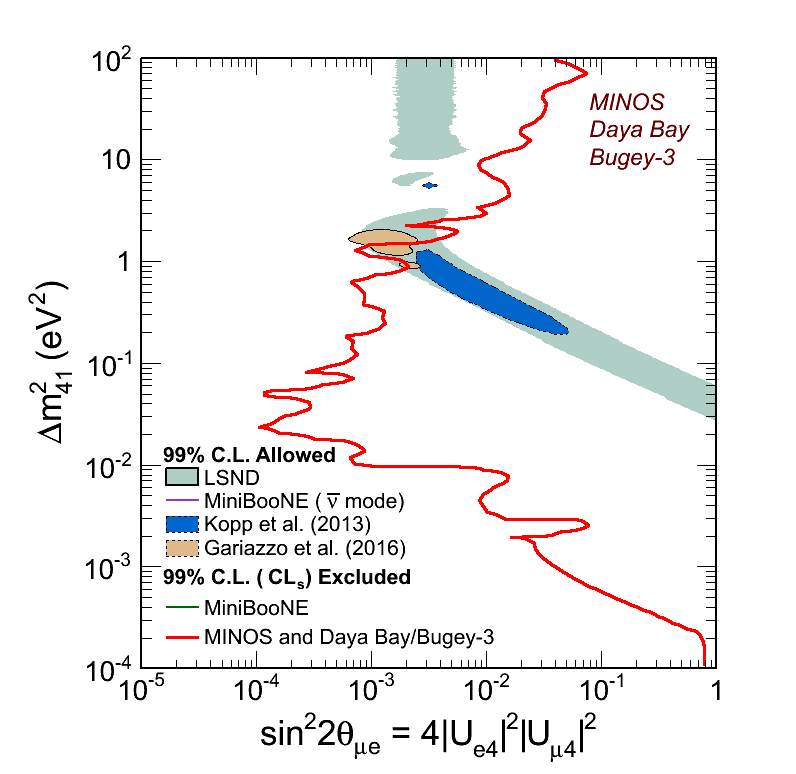 MINOS
Daya Bay
Bugey-3
10²
10
1
10⁻¹
10⁻²
10⁻³
10⁻⁴
Δm²₄₁ (eV²)
99% C.L. Allowed
LSND
MiniBooNE ( ν̅ mode)
Kopp et al. (2013)
Gariazzo et al. (2016)
99% C.L. ( CLₛ) Excluded
MiniBooNE
MINOS and Daya Bay/Bugey-3
10⁻⁵ 10⁻⁴ 10⁻³ 10⁻² 10⁻¹ 1
sin²2θ_μe = 4|U_e4|²|U_μ4|²